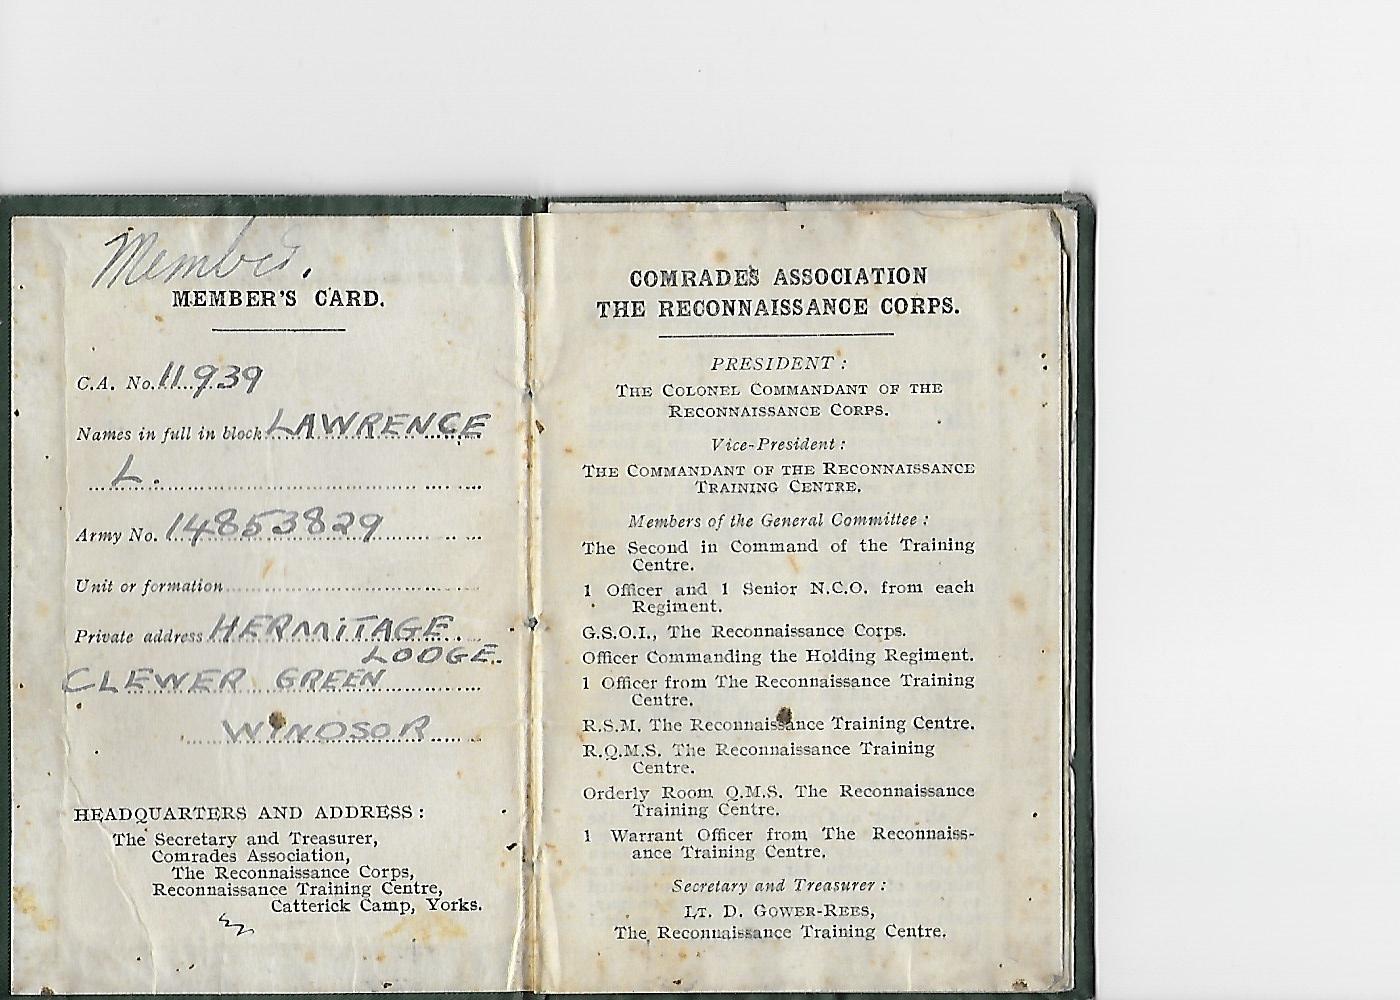 Member.
MEMBER'S CARD.
C.A. No. 11939
Names in full in block LAWRENCE
L.
Army No. 14853829
Unit or formation
Private address HERMITAGE
LODGE.
CLEWER GREEN
WINDSOR
HEADQUARTERS AND ADDRESS :
The Secretary and Treasurer,
Comrades Association,
The Reconnaissance Corps,
Reconnaissance Training Centre,
Catterick Camp, Yorks.
COMRADES ASSOCIATION
THE RECONNAISSANCE CORPS.
PRESIDENT :
THE COLONEL COMMANDANT OF THE
RECONNAISSANCE CORPS.
Vice-President :
THE COMMANDANT OF THE RECONNAISSANCE
TRAINING CENTRE.
Members of the General Committee :
The Second in Command of the Training
Centre.
1 Officer and 1 Senior N.C.O. from each
Regiment.
G.S.O.I., The Reconnaissance Corps.
Officer Commanding the Holding Regiment.
1 Officer from The Reconnaissance Training
Centre.
R.S.M. The Reconnaissance Training Centre.
R.Q.M.S. The Reconnaissance Training
Centre.
Orderly Room Q.M.S. The Reconnaissance
Training Centre.
1 Warrant Officer from The Reconnaiss-
ance Training Centre.
Secretary and Treasurer :
LT. D. GOWER-REES,
The Reconnaissance Training Centre.